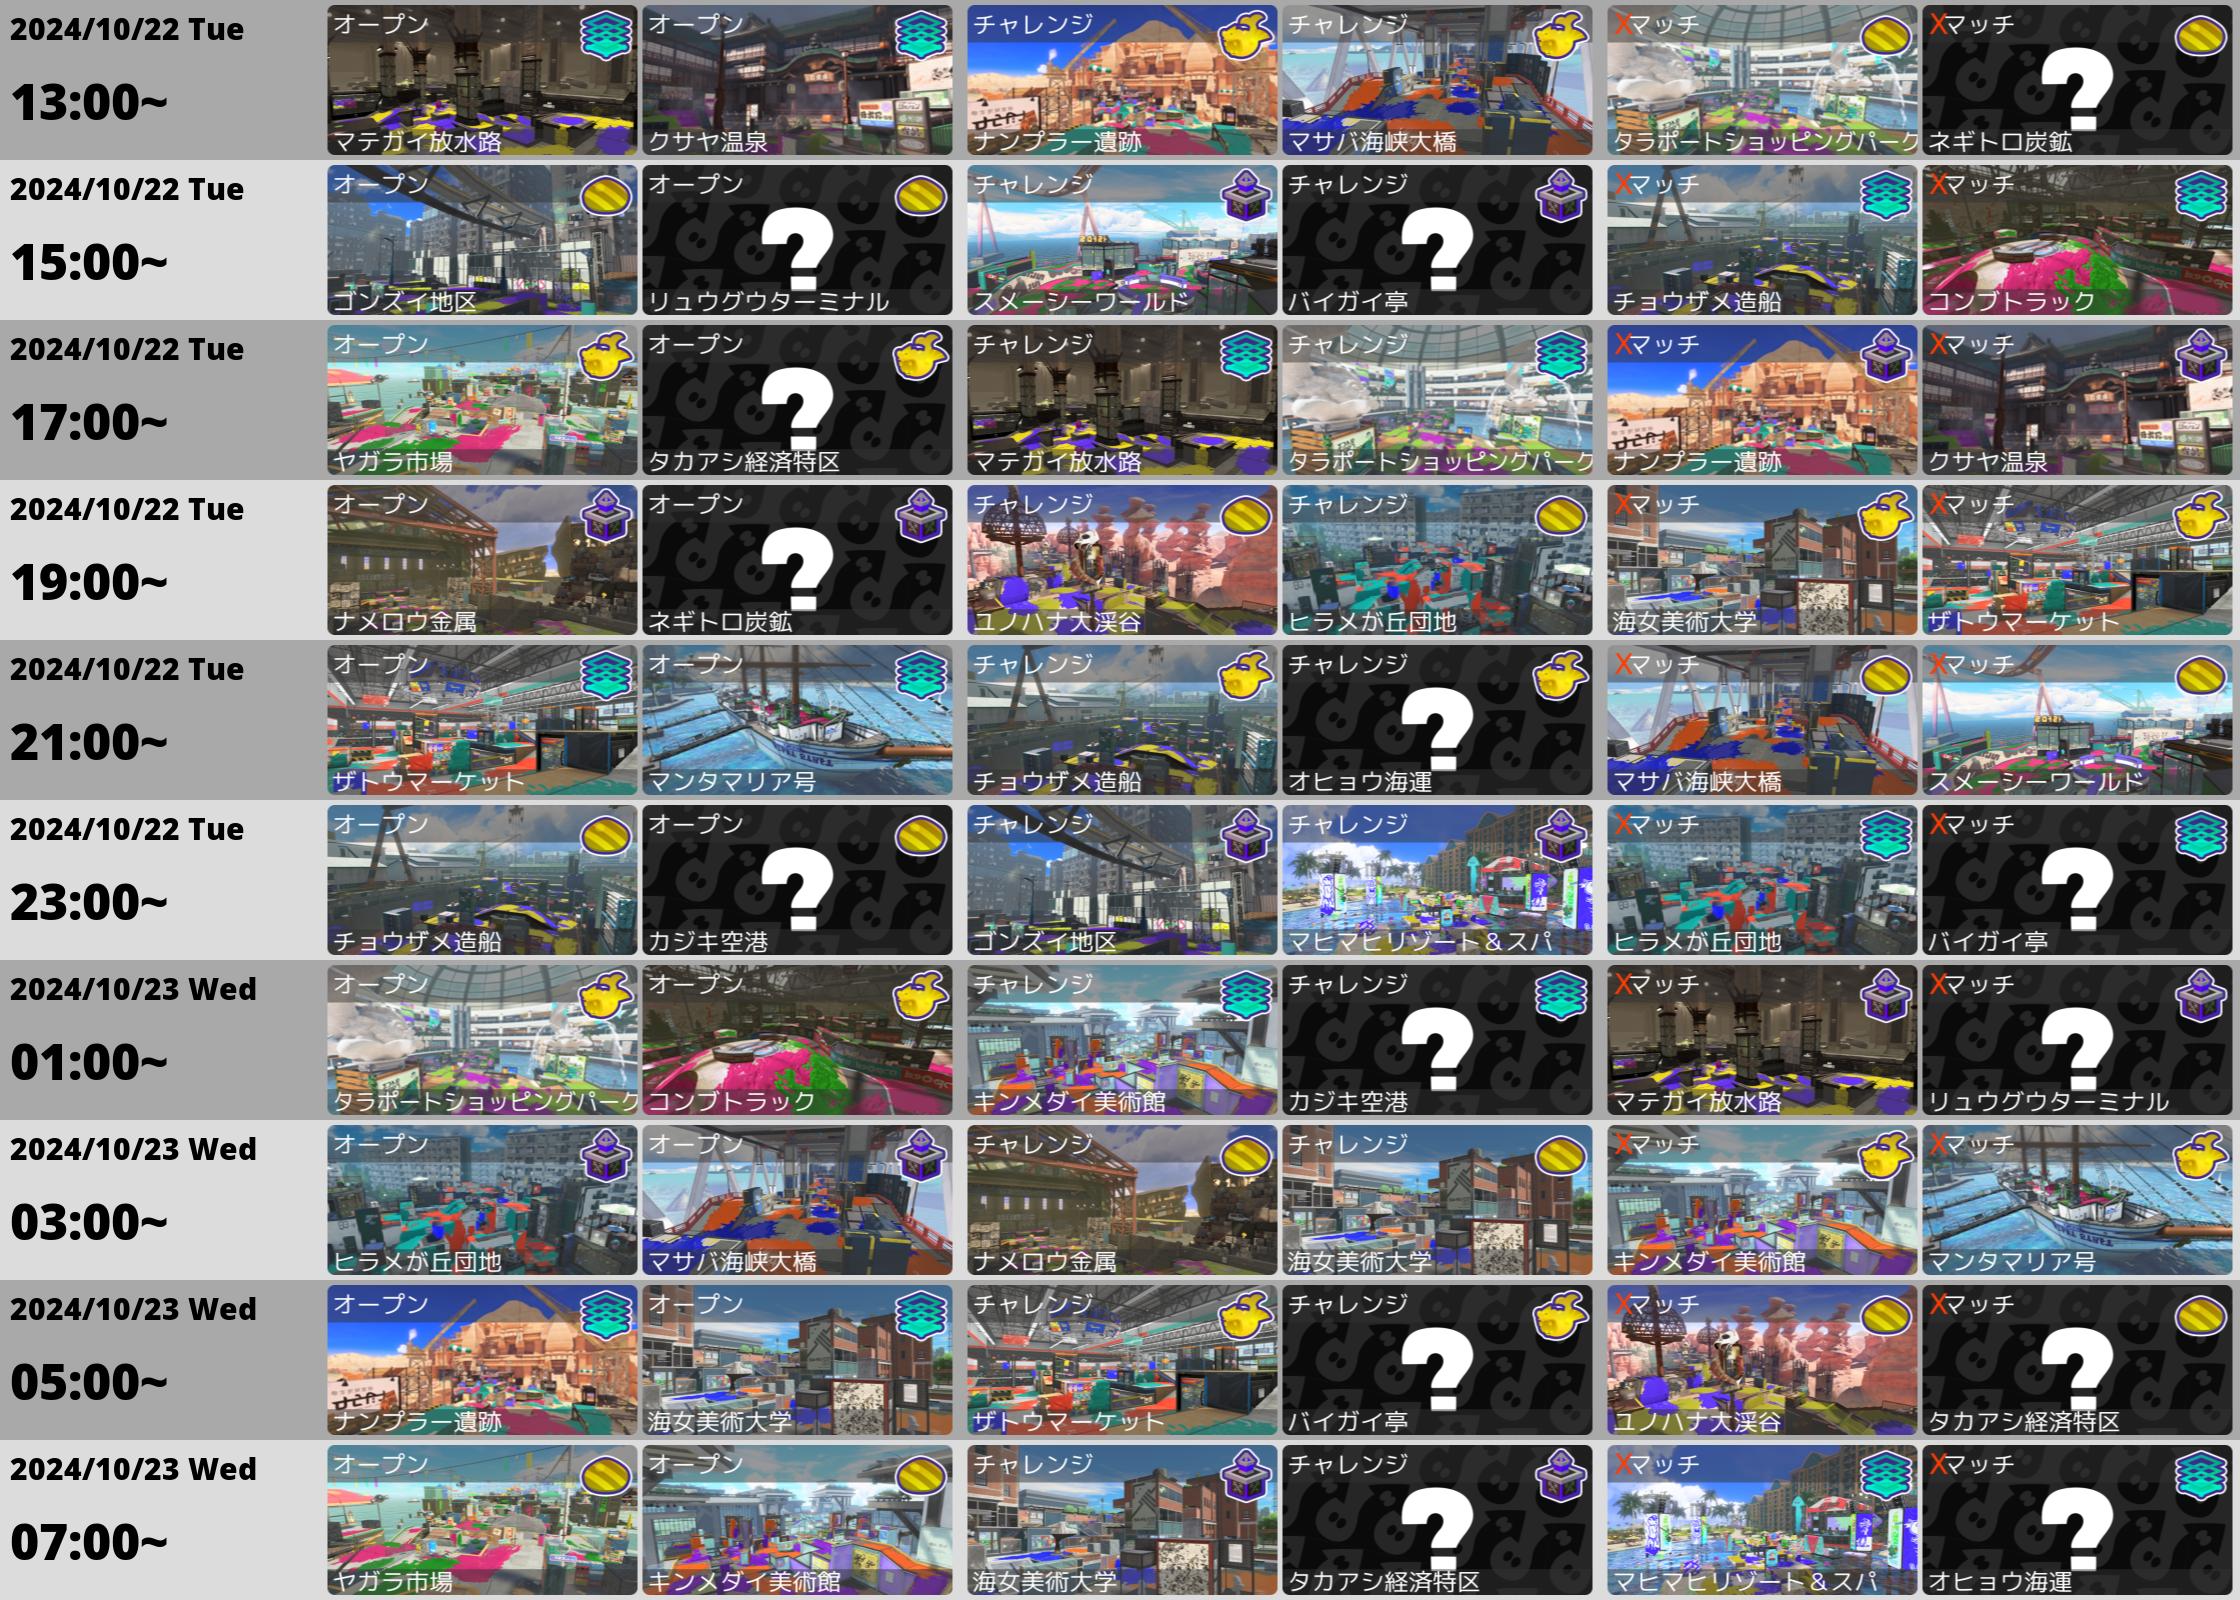 2024/10/22 Tue
13:00~
オープン
マテガイ放水路
オープン
クサヤ温泉
チャレンジ
ナンプラー遺跡
チャレンジ
マサバ海峡大橋
Xマッチ
タラポートショッピングパーク
Xマッチ
?
ネギトロ炭鉱
2024/10/22 Tue
15:00~
オープン
ゴンズイ地区
オープン
?
リュウグウターミナル
チャレンジ
スメーシーワールド
チャレンジ
?
バイガイ亭
Xマッチ
チョウザメ造船
Xマッチ
コンブトラック
2024/10/22 Tue
17:00~
オープン
ヤガラ市場
オープン
?
タカアシ経済特区
チャレンジ
マテガイ放水路
チャレンジ
タラポートショッピングパーク
Xマッチ
ナンプラー遺跡
Xマッチ
クサヤ温泉
2024/10/22 Tue
19:00~
オープン
ナメロウ金属
オープン
?
ネギトロ炭鉱
チャレンジ
ユノハナ大渓谷
チャレンジ
ヒラメが丘団地
Xマッチ
海女美術大学
Xマッチ
ザトウマーケット
2024/10/22 Tue
21:00~
オープン
ザトウマーケット
オープン
マンタマリア号
チャレンジ
チョウザメ造船
チャレンジ
?
オヒョウ海運
Xマッチ
マサバ海峡大橋
Xマッチ
スメーシーワールド
2024/10/22 Tue
23:00~
オープン
チョウザメ造船
オープン
?
カジキ空港
チャレンジ
ゴンズイ地区
チャレンジ
マヒマヒリゾート＆スパ
Xマッチ
ヒラメが丘団地
Xマッチ
?
バイガイ亭
2024/10/23 Wed
01:00~
オープン
タラポートショッピングパーク
オープン
コンブトラック
チャレンジ
キンメダイ美術館
チャレンジ
?
カジキ空港
Xマッチ
マテガイ放水路
Xマッチ
?
リュウグウターミナル
2024/10/23 Wed
03:00~
オープン
ヒラメが丘団地
オープン
マサバ海峡大橋
チャレンジ
ナメロウ金属
チャレンジ
海女美術大学
Xマッチ
キンメダイ美術館
Xマッチ
マンタマリア号
2024/10/23 Wed
05:00~
オープン
ナンプラー遺跡
オープン
海女美術大学
チャレンジ
ザトウマーケット
チャレンジ
?
バイガイ亭
Xマッチ
ユノハナ大渓谷
Xマッチ
?
タカアシ経済特区
2024/10/23 Wed
07:00~
オープン
ヤガラ市場
オープン
キンメダイ美術館
チャレンジ
海女美術大学
チャレンジ
?
タカアシ経済特区
Xマッチ
マヒマヒリゾート＆スパ
Xマッチ
?
オヒョウ海運